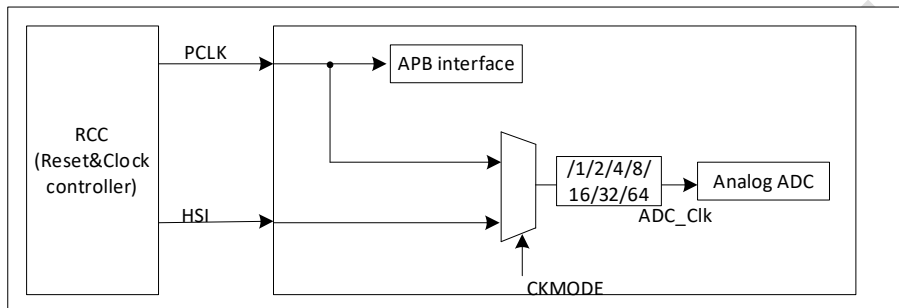 PCLK
APB interface
RCC
(Reset&Clock
controller)
/1/2/4/8/
16/32/64
Analog ADC
HSI
ADC_Clk
CKMODE